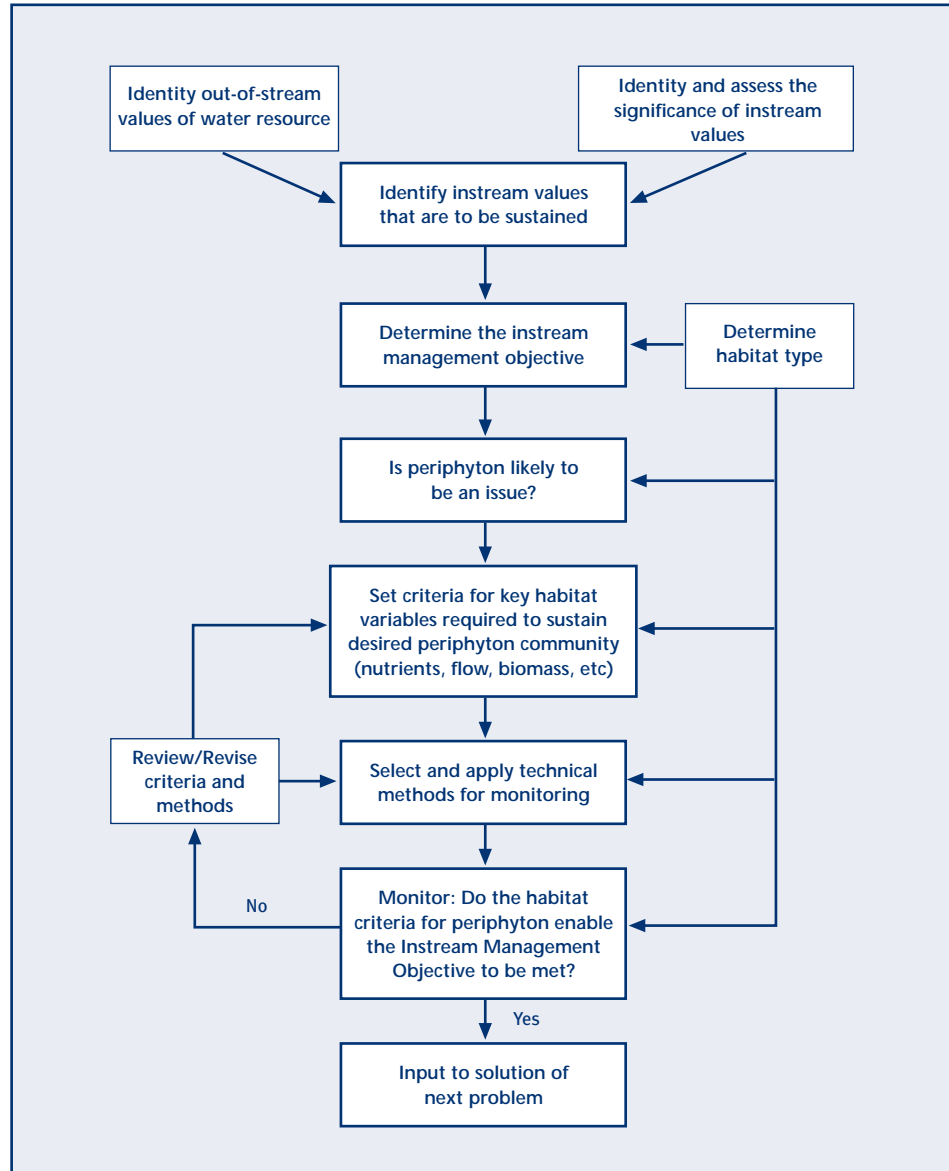 Identity out-of-stream
values of water resource
Identity and assess the
significance of instream
values
Identify instream values
that are to be sustained
Determine the instream
management objective
Determine
habitat type
Is periphyton likely to
be an issue?
Set criteria for key habitat
variables required to sustain
desired periphyton community
(nutrients, flow, biomass, etc)
Review/Revise
criteria and
methods
Select and apply technical
methods for monitoring
No
Monitor: Do the habitat
criteria for periphyton enable
the Instream Management
Objective to be met?
Yes
Input to solution of
next problem